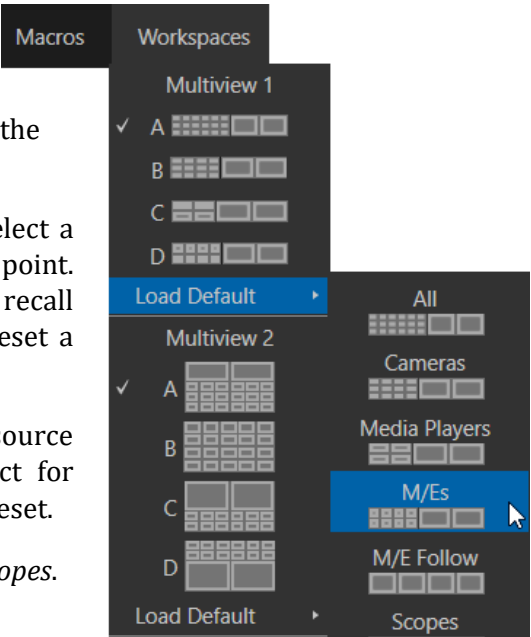 Macros Workspaces
Multiview 1
the
✓ A
B
elect a
C
point.
D
recall
Load Default
All
eset a
Multiview 2
Cameras
✓ A
source
Media Players
B
ct for
eset.
M/Es
C
opes.
M/E Follow
D
Load Default
Scopes